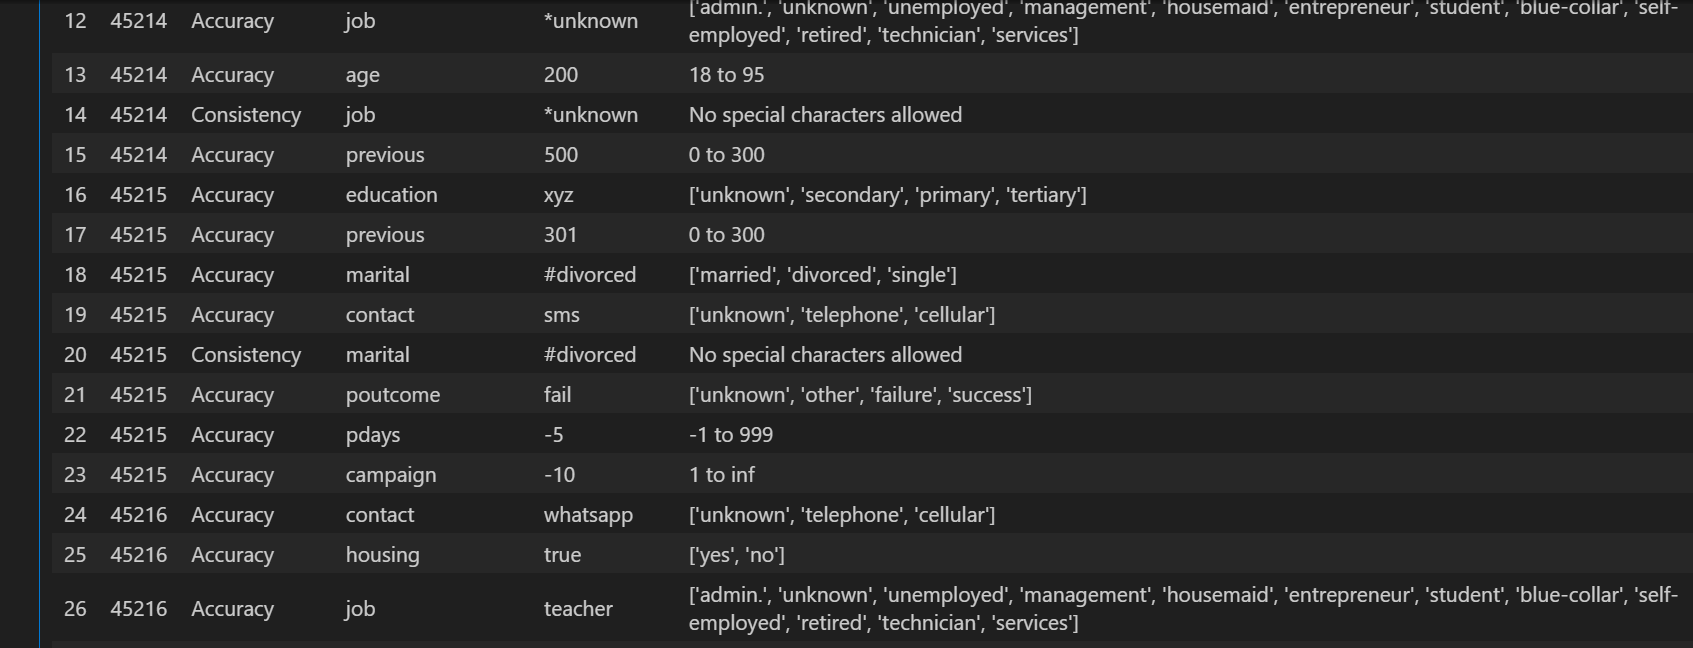 ['admin.', 'unknown', 'unemployed', 'management', 'housemaid', 'entrepreneur', 'student', 'blue-collar', 'self-
12 45214 Accuracy job *unknown
employed', 'retired', 'technician', 'services']
13 45214 Accuracy age 200 18 to 95
14 45214 Consistency job *unknown No special characters allowed
15 45214 Accuracy previous 500 0 to 300
16 45215 Accuracy education xyz ['unknown', 'secondary', 'primary', 'tertiary']
17 45215 Accuracy previous 301 0 to 300
18 45215 Accuracy marital #divorced ['married', 'divorced', 'single']
19 45215 Accuracy contact sms ['unknown', 'telephone', 'cellular']
20 45215 Consistency marital #divorced No special characters allowed
21 45215 Accuracy poutcome fail ['unknown', 'other', 'failure', 'success']
22 45215 Accuracy pdays -5 -1 to 999
23 45215 Accuracy campaign -10 1 to inf
24 45216 Accuracy contact whatsapp ['unknown', 'telephone', 'cellular']
25 45216 Accuracy housing true ['yes', 'no']
['admin.', 'unknown', 'unemployed', 'management', 'housemaid', 'entrepreneur', 'student', 'blue-collar', 'self-
26 45216 Accuracy job teacher
employed', 'retired', 'technician', 'services']